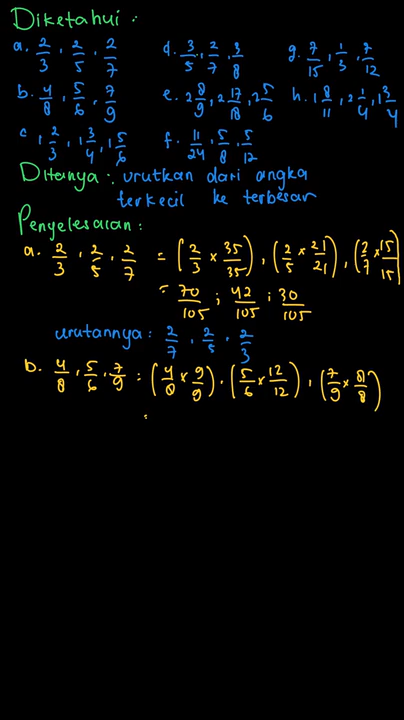 Diketahui :
a. 2/3, 2/5, 2/7 d. 3/5, 2/7, 3/8 g. 7/15, 1/3, 7/12
b. 4/8, 5/6, 7/9 e. 2 8/9, 2 17/18, 2 5/6 h. 1 8/11, 2 1/4, 1 3/4
c 1 2/3, 1 3/4, 1 5/6 f. 11/24, 5/8, 5/12
Ditanya : urutkan dari angka
terkecil ke terbesar
Penyelesaian :
a. 2/3, 2/5, 2/7 = (2/3 × 35/35), (2/5 × 21/21), (2/7 × 15/15)
= 70/105 ; 42/105 ; 30/105
urutannya : 2/7, 2/5, 2/3
b. 4/8, 5/6, 7/9 = (4/8 × 9/9), (5/6 × 12/12), (7/9 × 8/8)